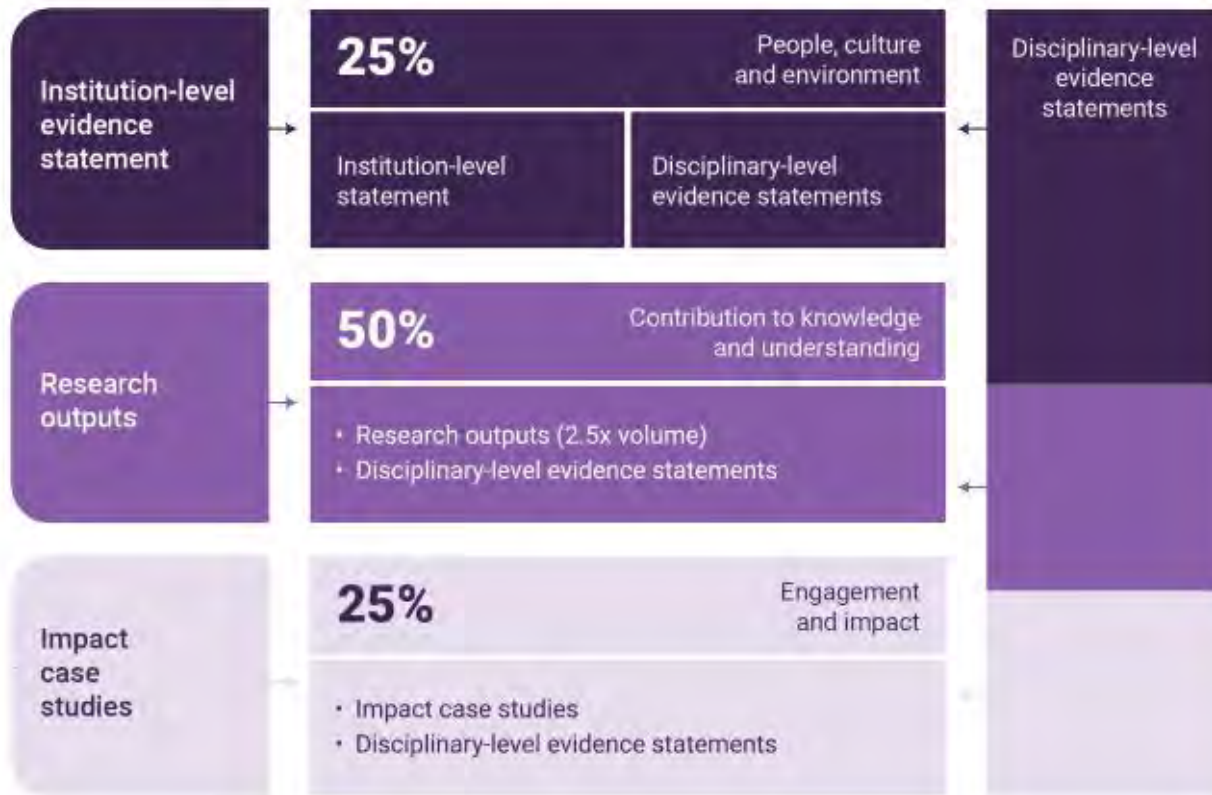 Institution-level
evidence
statement
25%
People, culture
and environment
Institution-level
statement
Disciplinary-level
evidence statements
Disciplinary-level
evidence
statements
Research
outputs
50%
Contribution to knowledge
and understanding
• Research outputs (2.5x volume)
• Disciplinary-level evidence statements
Impact
case
studies
25%
Engagement
and impact
• Impact case studies
• Disciplinary-level evidence statements